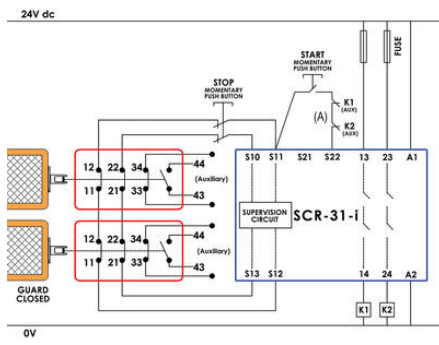 24V dc
START
MOMENTARY
PUSH BUTTON
FUSE
STOP
MOMENTARY
PUSH BUTTON
K1
(AUX)
(A)
K2
(AUX)
12 22 34 44
(Auxiliary)
11 21 33 43
S10 S11 S21 S22 13 23 A1
SUPERVISION
CIRCUIT
SCR-31-i
12 22 34 44
(Auxiliary)
11 21 33 43
S13 S12 14 24 A2
GUARD
CLOSED
K1 K2
0V